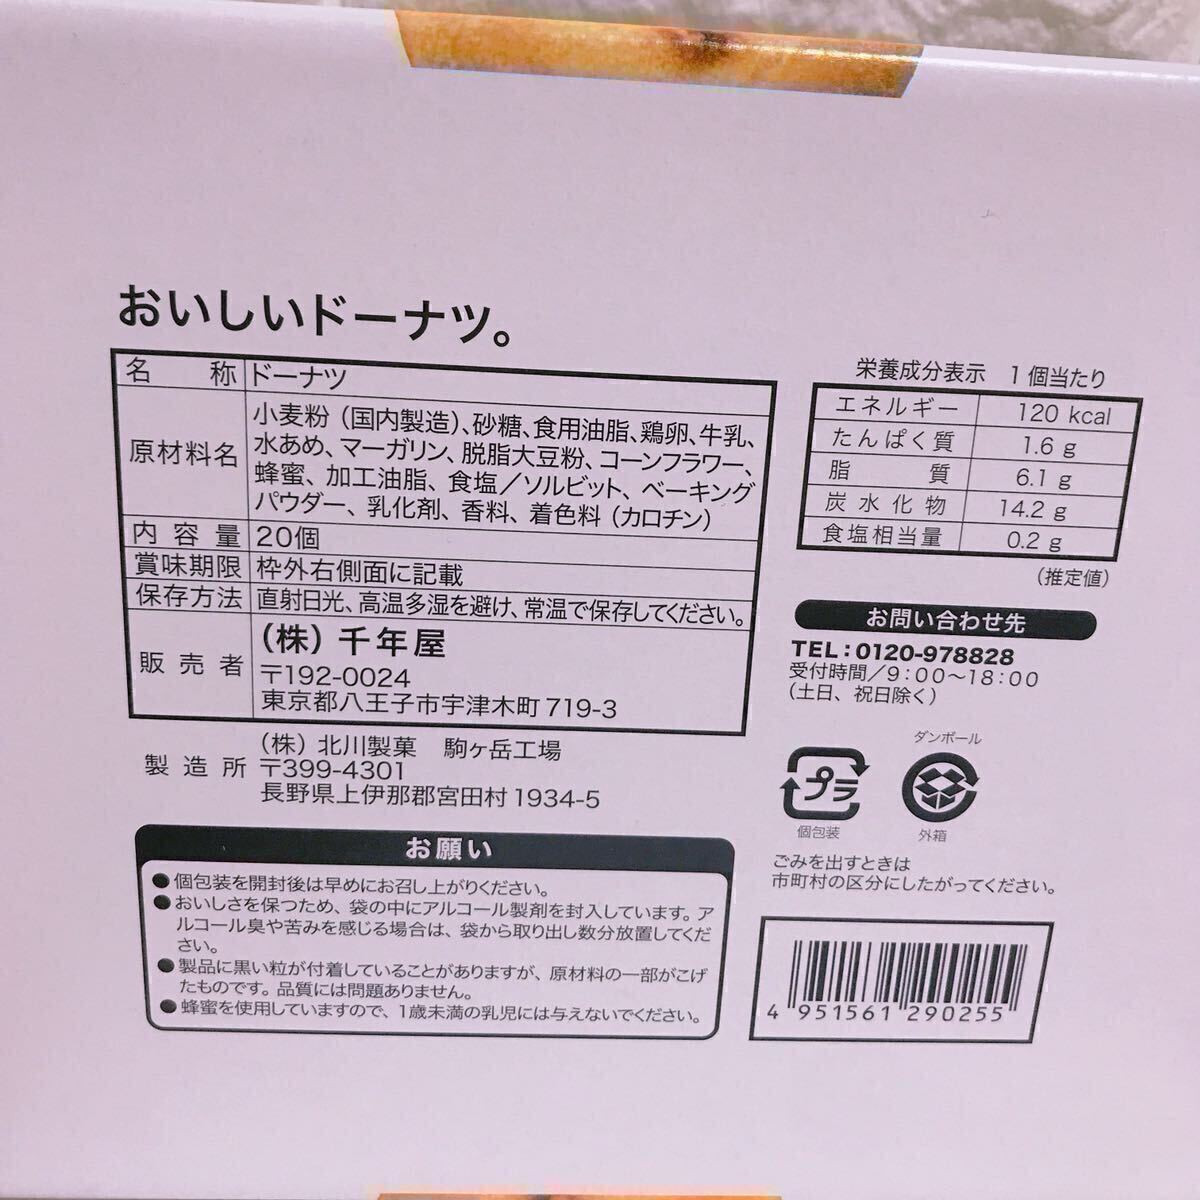 おいしいドーナツ。
名称 ドーナツ
原材料名 小麦粉（国内製造）、砂糖、食用油脂、鶏卵、牛乳、
水あめ、マーガリン、脱脂大豆粉、コーンフラワー、
蜂蜜、加工油脂、食塩／ソルビット、ベーキング
パウダー、乳化剤、香料、着色料（カロチン）
内容量 20個
賞味期限 枠外右側面に記載
保存方法 直射日光、高温多湿を避け、常温で保存してください。
販売者 （株）千年屋
〒192-0024
東京都八王子市宇津木町719-3
製造所 （株）北川製菓 駒ヶ岳工場
〒399-4301
長野県上伊那郡宮田村1934-5
お願い
●個包装を開封後は早めにお召し上がりください。
●おいしさを保つため、袋の中にアルコール製剤を封入しています。ア
ルコール臭や苦みを感じる場合は、袋から取り出し数分放置してくだ
さい。
●製品に黒い粒が付着していることがありますが、原材料の一部がこげ
たものです。品質には問題ありません。
●蜂蜜を使用していますので、1歳未満の乳児には与えないでください。
栄養成分表示 1個当たり
エネルギー 120 kcal
たんぱく質 1.6 g
脂質 6.1 g
炭水化物 14.2 g
食塩相当量 0.2 g
（推定値）
お問い合わせ先
TEL：0120-978828
受付時間／9：00～18：00
（土日、祝日除く）
ダンボール
プラ
個包装 外箱
ごみを出すときは
市町村の区分にしたがってください。
4 951561 290255